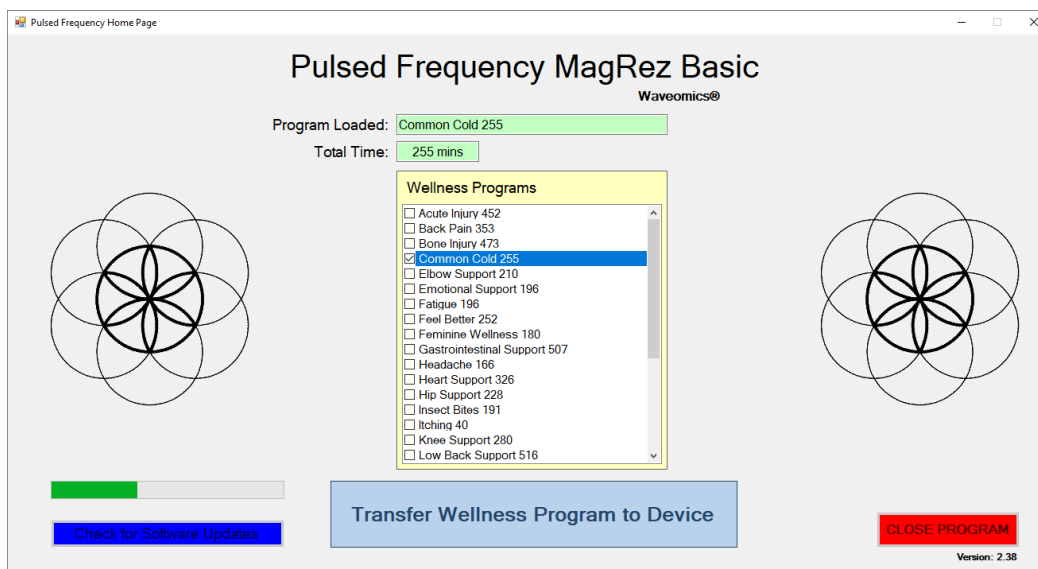 Pulsed Frequency Home Page
Pulsed Frequency MagRez Basic
Waveomics®
Program Loaded: Common Cold 255
Total Time: 255 mins
Wellness Programs
Acute Injury 452
Back Pain 353
Bone Injury 473
Common Cold 255
Elbow Support 210
Emotional Support 196
Fatigue 196
Feel Better 252
Feminine Wellness 180
Gastrointestinal Support 507
Headache 166
Heart Support 326
Hip Support 228
Insect Bites 191
Itching 40
Knee Support 280
Low Back Support 516
Transfer Wellness Program to Device
Check for Software Updates
CLOSE PROGRAM
Version: 2.38